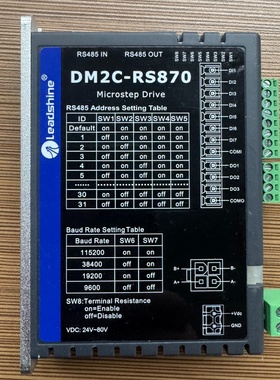 RS485 IN RS485 OUT
DM2C-RS870
Microstep Drive
Leadshine
RS485 Address Setting Table
ID SW1 SW2 SW3 SW4 SW5
Default on on on on on
1 off on on on on
2 on off on on on
3 off off on on on
4 on on off on on
5 off on off on on
30 on off off off off
31 off off off off off
Baud Rate Setting Table
Baud Rate SW6 SW7
115200 on on
38400 off on
19200 on off
9600 off off
SW8:Terminal Resistance
on=Enable
off=Disable
VDC: 24V~80V
DI1
DI2
DI3
DI4
DI5
DI6
DI7
COMI
DO1
DO2
DO3
COMO
B+ B-
A+ A-
+Vdc
GND